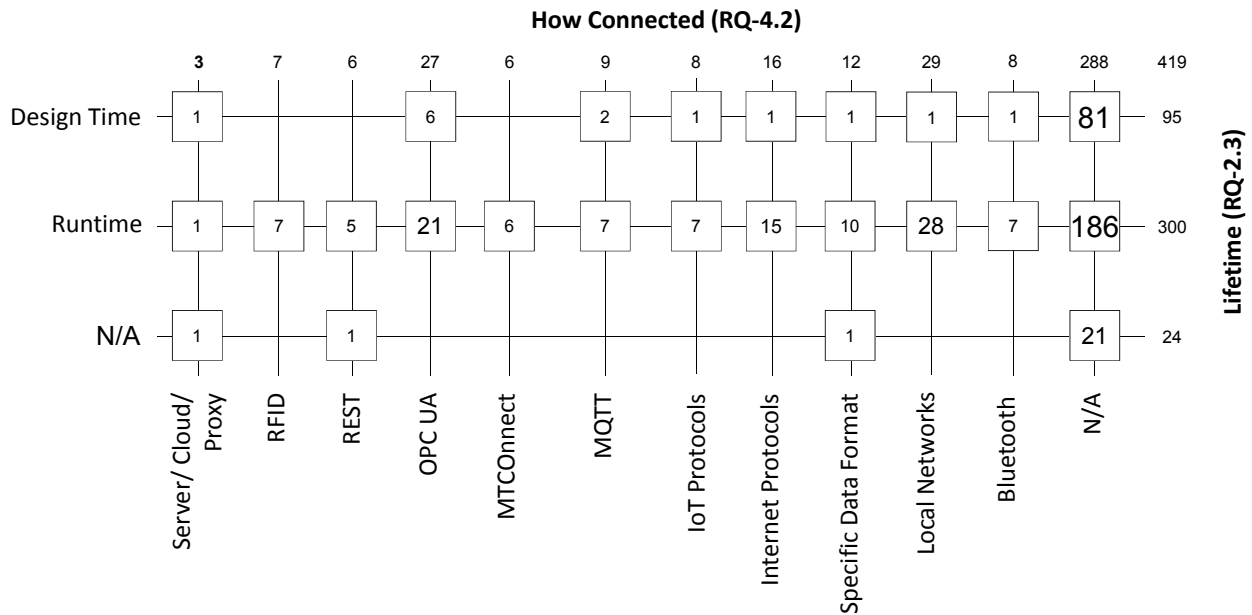 How Connected (RQ-4.2)
3 7 6 27 6 9 8 16 12 29 8 288 419
Design Time 1 6 2 1 1 1 1 1 81 95
Runtime 1 7 5 21 6 7 7 15 10 28 7 186 300
N/A 1 1 1 21 24
Lifetime (RQ-2.3)
Server/ Cloud/
Proxy
RFID
REST
OPC UA
MTCOnnect
MQTT
IoT Protocols
Internet Protocols
Specific Data Format
Local Networks
Bluetooth
N/A